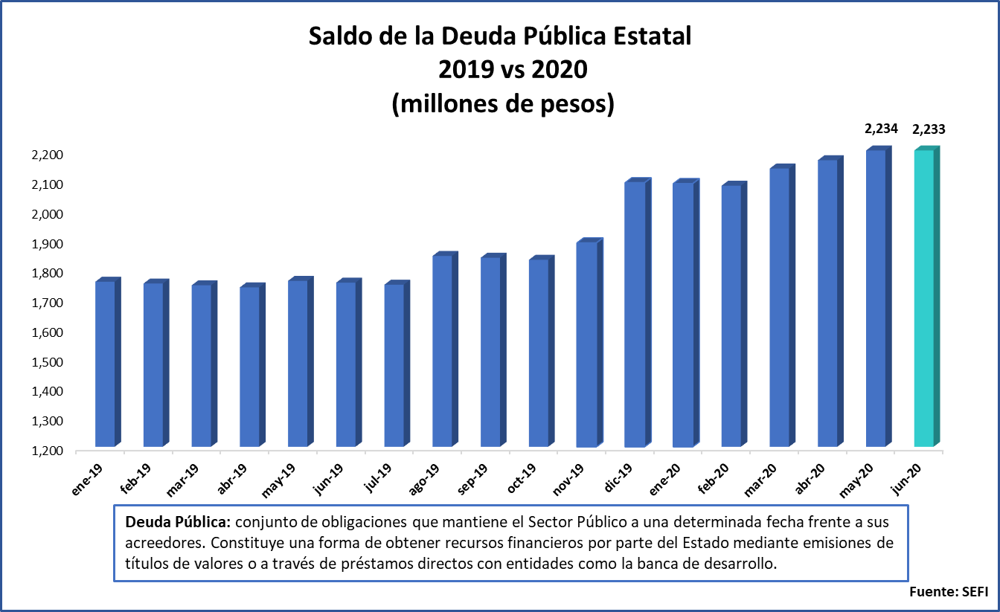 Saldo de la Deuda Pública Estatal
2019 vs 2020
(millones de pesos)
2,234
2,233
2,200
2,100
2,000
1,900
1,800
1,700
1,600
1,500
1,400
1,300
1,200
ene-19
feb-19
mar-19
abr-19
may-19
jun-19
jul-19
ago-19
sep-19
oct-19
nov-19
dic-19
ene-20
feb-20
mar-20
abr-20
may-20
jun-20
Deuda Pública: conjunto de obligaciones que mantiene el Sector Público a una determinada fecha frente a sus
acreedores. Constituye una forma de obtener recursos financieros por parte del Estado mediante emisiones de
títulos de valores o a través de préstamos directos con entidades como la banca de desarrollo.
Fuente: SEFI